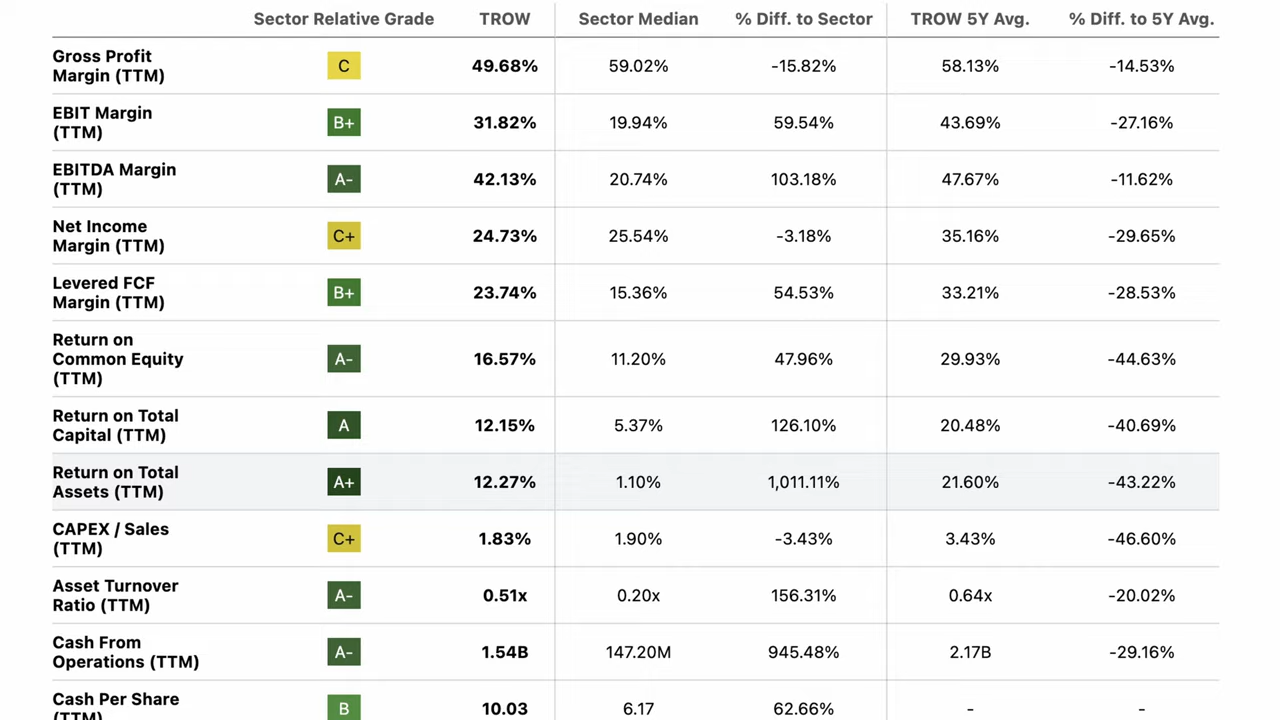 Sector Relative Grade TROW Sector Median % Diff. to Sector TROW 5Y Avg. % Diff. to 5Y Avg.
Gross Profit
Margin (TTM) C 49.68% 59.02% -15.82% 58.13% -14.53%
EBIT Margin
(TTM) B+ 31.82% 19.94% 59.54% 43.69% -27.16%
EBITDA Margin
(TTM) A- 42.13% 20.74% 103.18% 47.67% -11.62%
Net Income
Margin (TTM) C+ 24.73% 25.54% -3.18% 35.16% -29.65%
Levered FCF
Margin (TTM) B+ 23.74% 15.36% 54.53% 33.21% -28.53%
Return on
Common Equity A- 16.57% 11.20% 47.96% 29.93% -44.63%
(TTM)
Return on Total
Capital (TTM) A 12.15% 5.37% 126.10% 20.48% -40.69%
Return on Total
Assets (TTM) A+ 12.27% 1.10% 1,011.11% 21.60% -43.22%
CAPEX / Sales
(TTM) C+ 1.83% 1.90% -3.43% 3.43% -46.60%
Asset Turnover
Ratio (TTM) A- 0.51x 0.20x 156.31% 0.64x -20.02%
Cash From
Operations (TTM) A- 1.54B 147.20M 945.48% 2.17B -29.16%
Cash Per Share
(TTM) B 10.03 6.17 62.66% - -